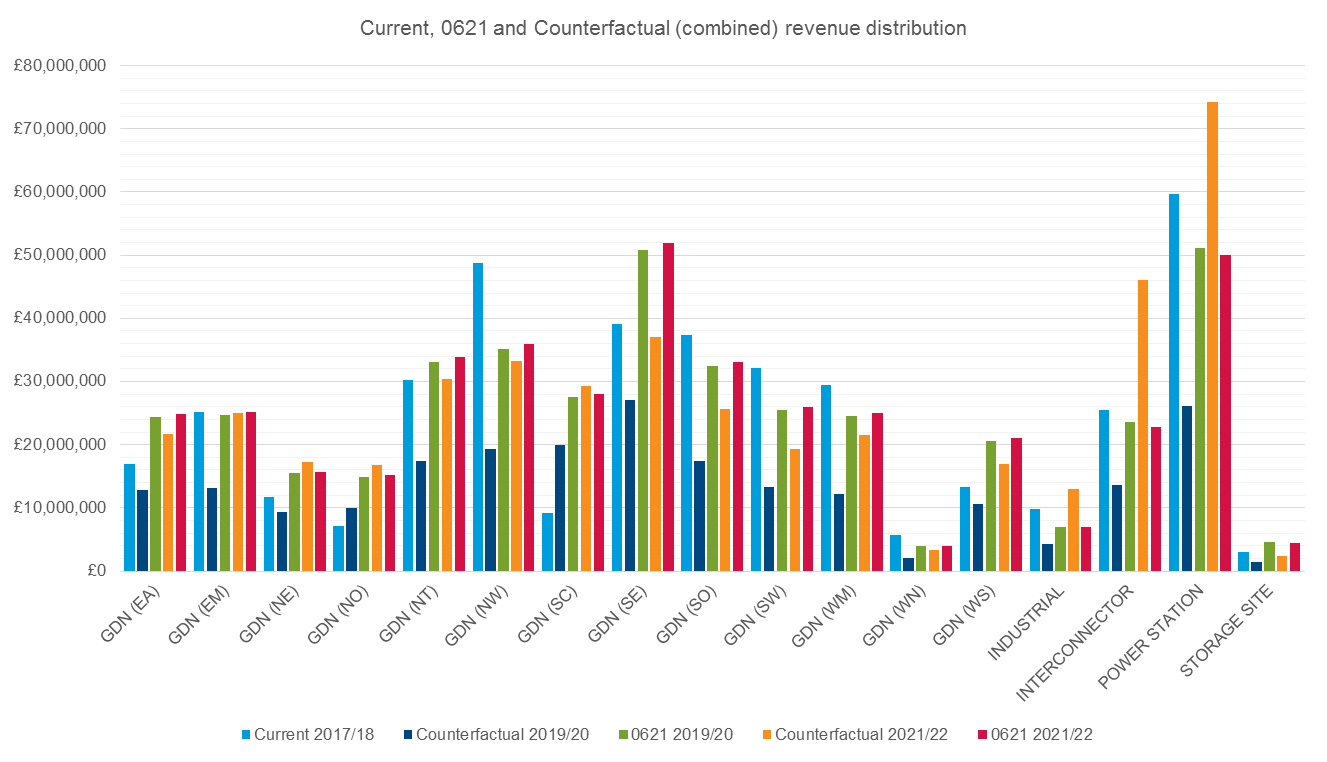 Current, 0621 and Counterfactual (combined) revenue distribution
£80,000,000
£70,000,000
£60,000,000
£50,000,000
£40,000,000
£30,000,000
£20,000,000
£10,000,000
£0
GDN (EA)
GDN (EM)
GDN (NE)
GDN (NO)
GDN (NT)
GDN (NW)
GDN (SC)
GDN (SE)
GDN (SO)
GDN (SW)
GDN (WM)
GDN (WN)
GDN (WS)
INDUSTRIAL
INTERCONNECTOR
POWER STATION
STORAGE SITE
Current 2017/18 Counterfactual 2019/20 0621 2019/20 Counterfactual 2021/22 0621 2021/22